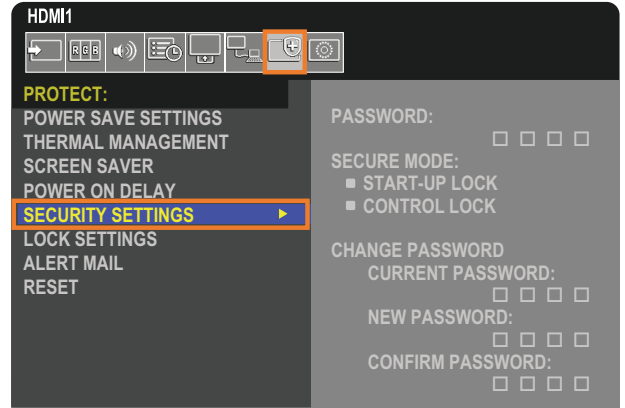 HDMI1
RGB
PROTECT:
POWER SAVE SETTINGS
THERMAL MANAGEMENT
SCREEN SAVER
POWER ON DELAY
SECURITY SETTINGS
LOCK SETTINGS
ALERT MAIL
RESET
PASSWORD:
SECURE MODE:
START-UP LOCK
CONTROL LOCK
CHANGE PASSWORD
CURRENT PASSWORD:
NEW PASSWORD:
CONFIRM PASSWORD: